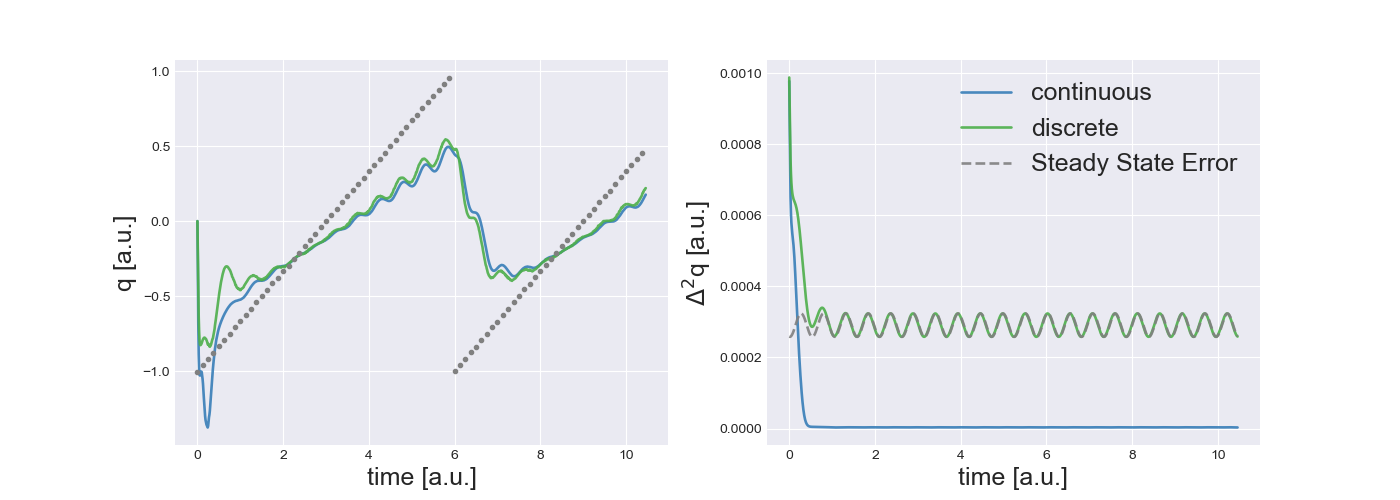 1.0
0.5
0.0
−0.5
−1.0
q [a.u.]
0 2 4 6 8 10
time [a.u.]
0.0010
0.0008
0.0006
0.0004
0.0002
0.0000
Δ²q [a.u.]
continuous
discrete
Steady State Error
0 2 4 6 8 10
time [a.u.]